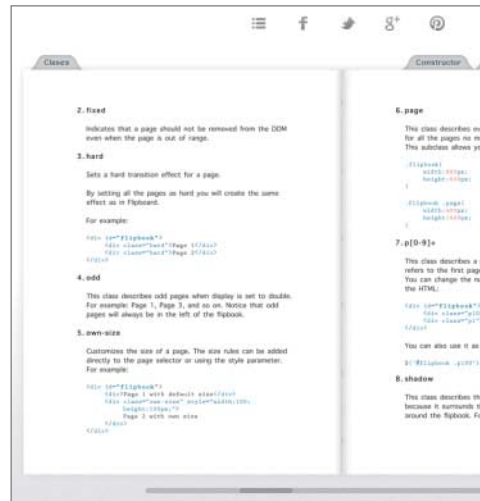 Clases
Constructor
2. fixed
Indicates that a page should not be removed from the DOM
even when the page is out of range.
3. hard
Sets a hard transition effect for a page.
By setting all the pages as hard you will create the same
effect as in Flipboard.
For example:
<div id="flipbook">
<div class="hard">Page 1</div>
<div class="hard">Page 2</div>
</div>
4. odd
This class describes odd pages when display is set to double.
For example: Page 1, Page 3, and so on. Notice that odd
pages will always be in the left of the flipbook.
5. own-size
Customizes the size of a page. The size rules can be added
directly to the page selector or using the style parameter.
For example:
<div id="flipbook">
<div>Page 1 with default size</div>
<div class="own-size" style="width:100;
height:100px;">
Page 2 with own size
</div>
</div>
6. page
This class describes
for all the pages no
This subclass allows
.flipbook{
width:
height:
}
.flipbook .page{
width:
height:
}
7. p[0-9]+
This class describes a
refers to the first
You can change the
the HTML:
<div id="flipbook"
<div class=
<div class=
</div>
You can also use it as
8. shadow
This class describes
because it surrounds
around the flipbook.